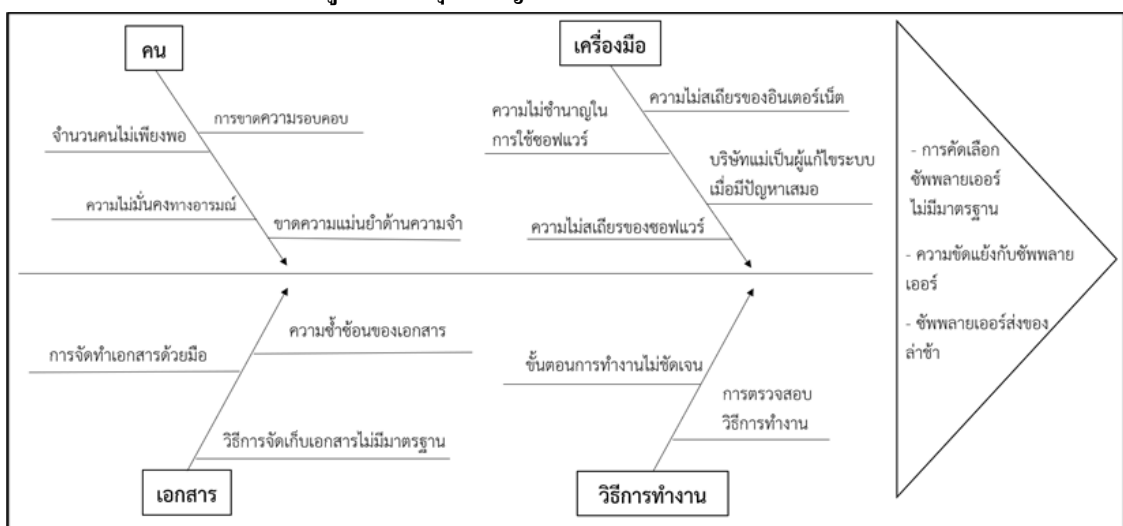 คน
การขาดความรอบคอบ
จำนวนคนไม่เพียงพอ
ความไม่มั่นคงทางอารมณ์
ขาดความแม่นยำด้านความจำ
เครื่องมือ
ความไม่สเถียรของอินเตอร์เน็ต
ความไม่ชำนาญใน
การใช้ซอฟแวร์
บริษัทแม่เป็นผู้แก้ไขระบบ
เมื่อมีปัญหาเสมอ
ความไม่สเถียรของซอฟแวร์
- การคัดเลือก
ซัพพลายเออร์
ไม่มีมาตรฐาน
- ความขัดแย้งกับซัพพลาย
เออร์
- ซัพพลายเออร์ส่งของ
ล่าช้า
ความซ้ำซ้อนของเอกสาร
การจัดทำเอกสารด้วยมือ
วิธีการจัดเก็บเอกสารไม่มีมาตรฐาน
เอกสาร
ขั้นตอนการทำงานไม่ชัดเจน
การตรวจสอบ
วิธีการทำงาน
วิธีการทำงาน